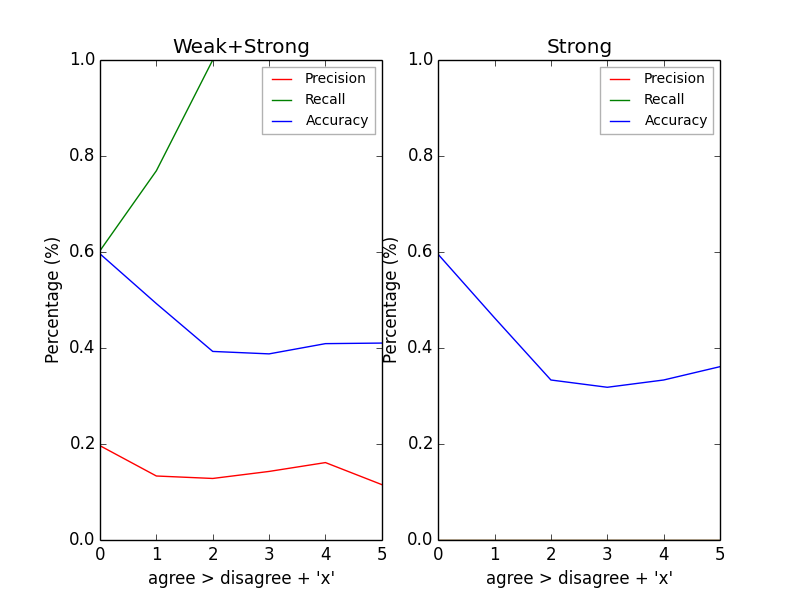 Weak+Strong
1.0
0.8
0.6
0.4
0.2
0.0
Percentage (%)
0 1 2 3 4 5
agree > disagree + 'x'
Precision
Recall
Accuracy
Strong
1.0
0.8
0.6
0.4
0.2
0.0
Percentage (%)
0 1 2 3 4 5
agree > disagree + 'x'
Precision
Recall
Accuracy